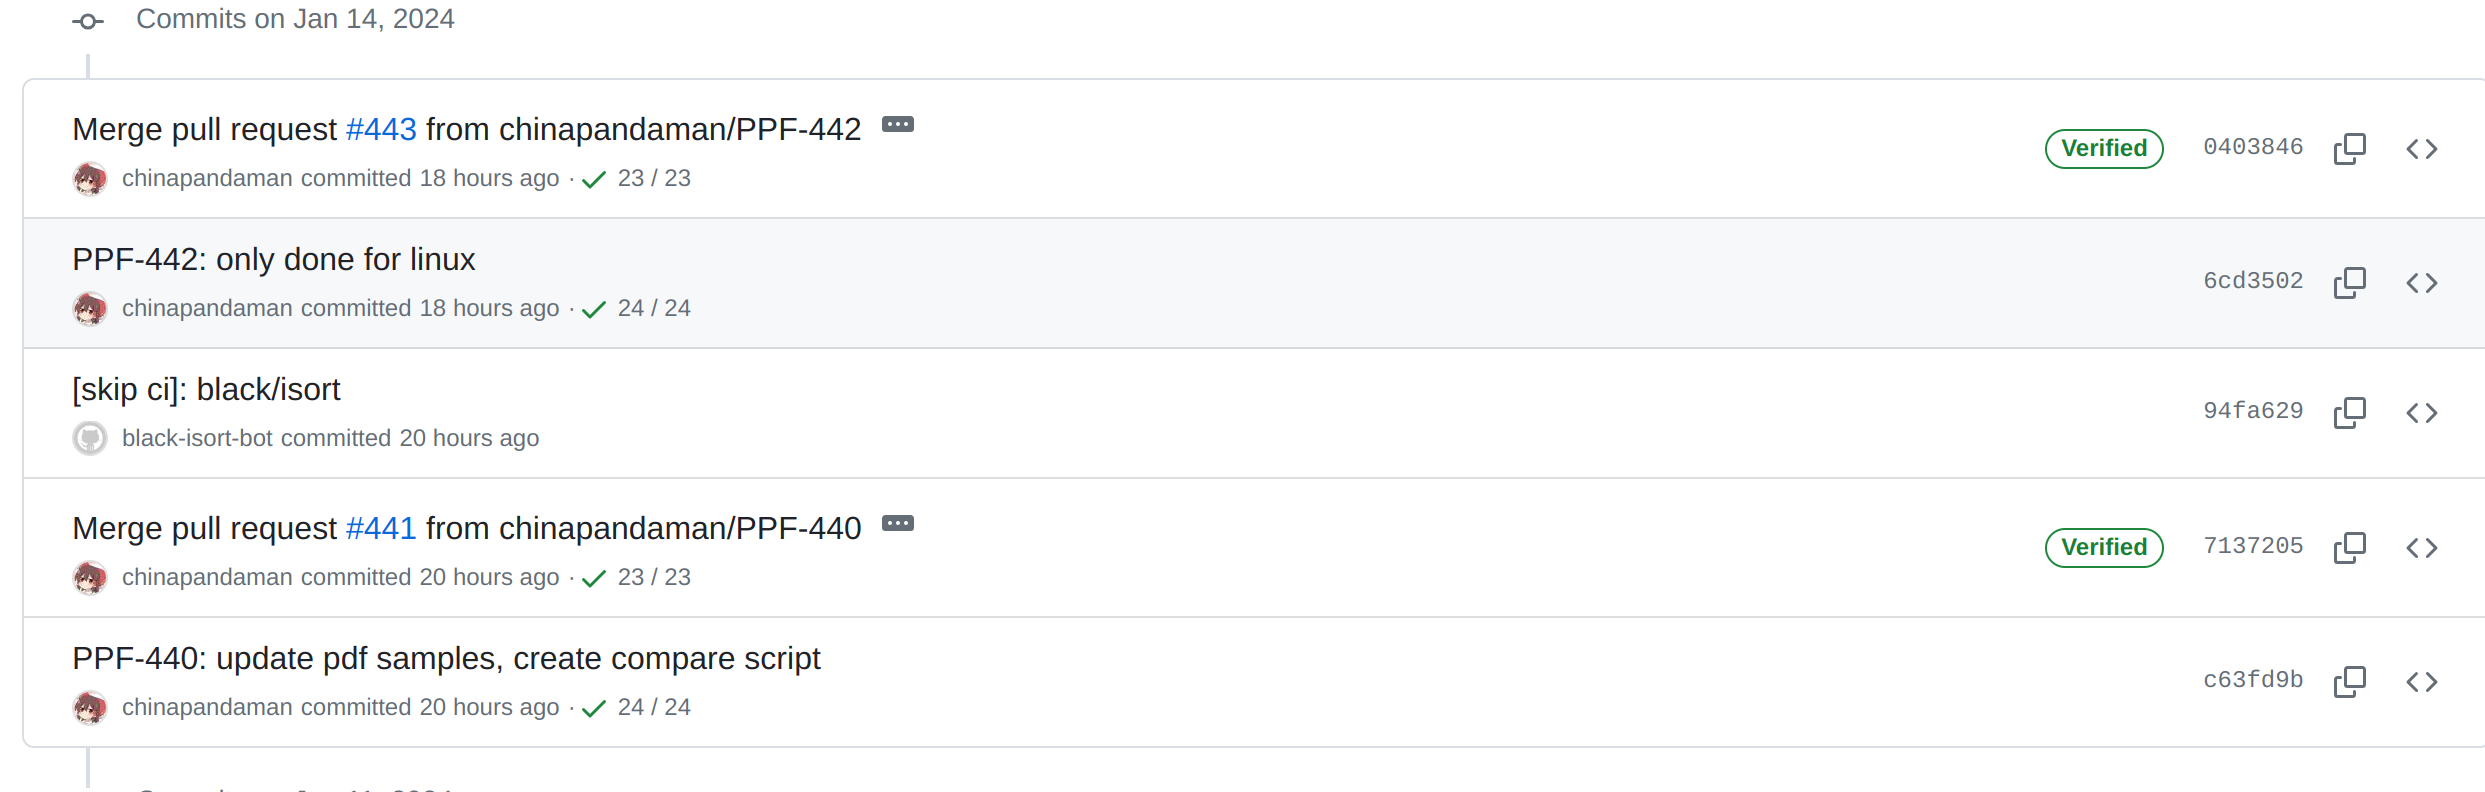 Commits on Jan 14, 2024
Merge pull request #443 from chinapandaman/PPF-442
Verified
0403846
chinapandaman committed 18 hours ago · 23 / 23
PPF-442: only done for linux
6cd3502
chinapandaman committed 18 hours ago · 24 / 24
[skip ci]: black/isort
94fa629
black-isort-bot committed 20 hours ago
Merge pull request #441 from chinapandaman/PPF-440
Verified
7137205
chinapandaman committed 20 hours ago · 23 / 23
PPF-440: update pdf samples, create compare script
c63fd9b
chinapandaman committed 20 hours ago · 24 / 24